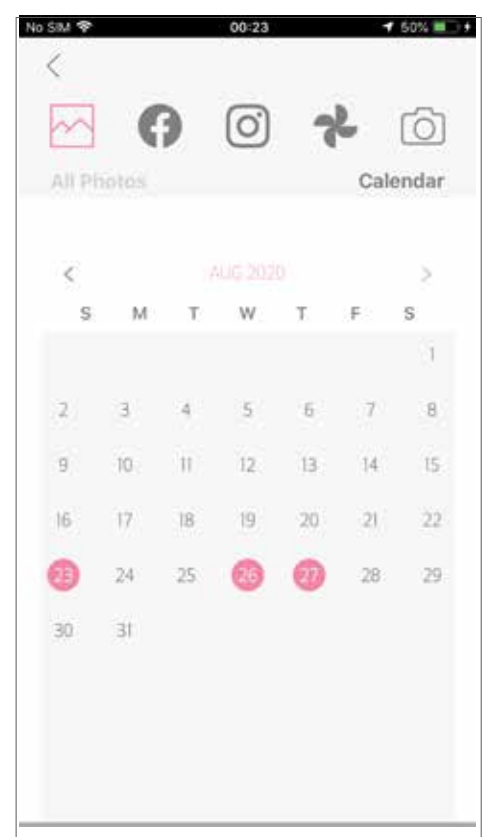 No SIM 00:23 50%
All Photos Calendar
< AUG 2020 >
S M T W T F S
1
2 3 4 5 6 7 8
9 10 11 12 13 14 15
16 17 18 19 20 21 22
23 24 25 26 27 28 29
30 31